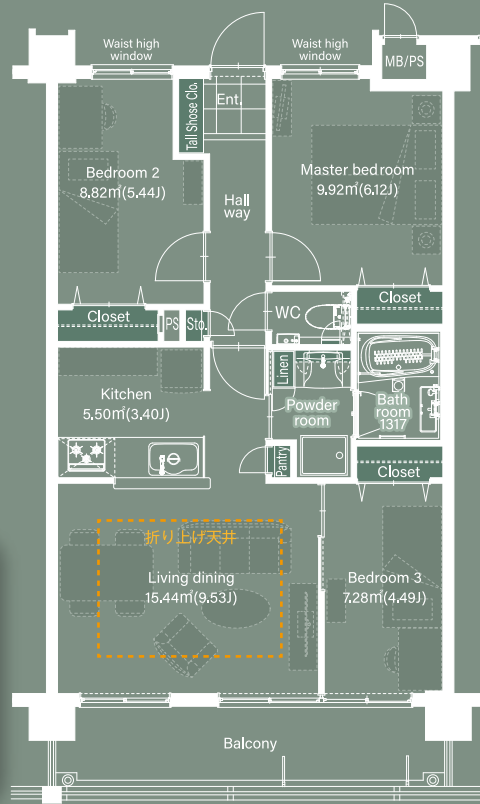 Waist high
window
Waist high
window
MB/PS
Tall Shose Clo.
Ent.
Bedroom 2
8.82㎡(5.44J)
Master bedroom
9.92㎡(6.12J)
Hall
way
Closet
PS
Sto.
WC
Closet
Linen
Kitchen
5.50㎡(3.40J)
Powder
room
Bath
room
1317
Pantry
Closet
折り上げ天井
Living dining
15.44㎡(9.53J)
Bedroom 3
7.28㎡(4.49J)
Balcony